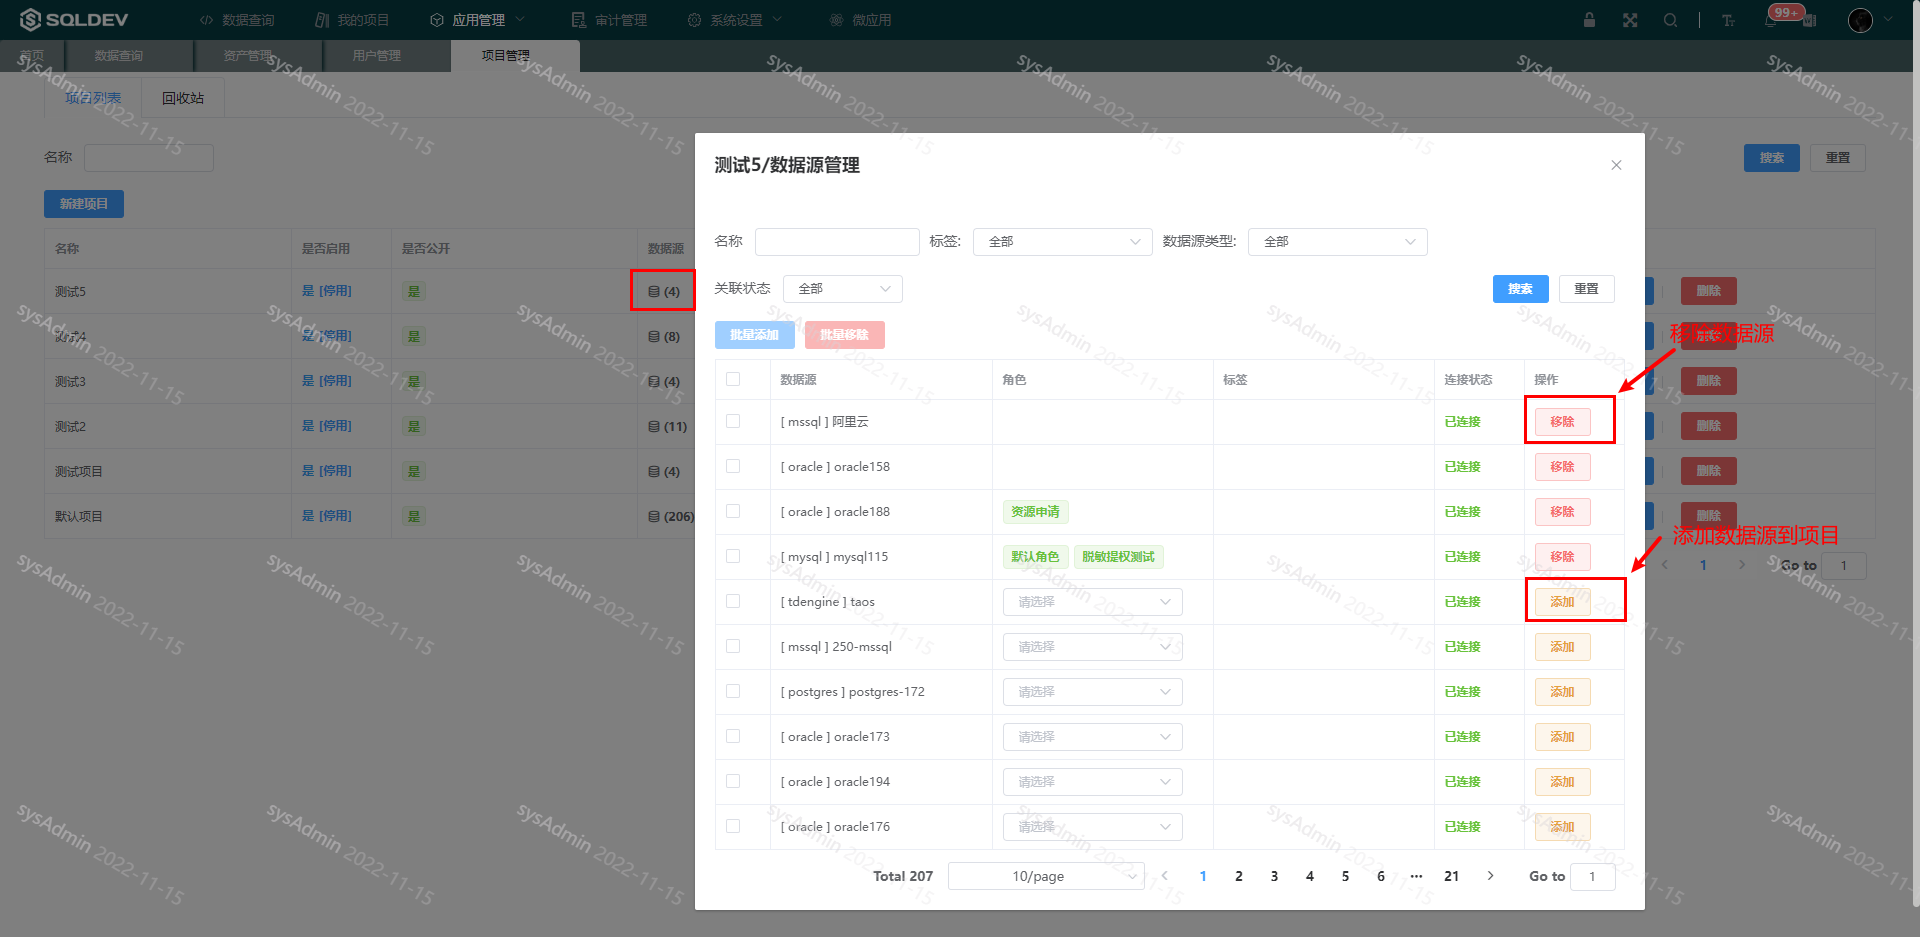 SQLDEV 数据查询 我的项目 应用管理 审计管理 系统设置 微应用 99+
首页 数据查询 资产管理 用户管理 项目管理
项目列表 回收站
名称 搜索 重置
新建项目
名称 是否启用 是否公开 数据源
测试5 是 [停用] 是 (4) 删除
测试4 是 [停用] 是 (8) 删除
测试3 是 [停用] 是 (4) 删除
测试2 是 [停用] 是 (11) 删除
测试项目 是 [停用] 是 (4) 删除
默认项目 是 [停用] 是 (206) 删除
1 Go to 1
测试5/数据源管理
名称 标签: 全部 数据源类型: 全部
关联状态 全部 搜索 重置
批量添加 批量移除
移除数据源
数据源 角色 标签 连接状态 操作
[ mssql ] 阿里云 已连接 移除
[ oracle ] oracle158 已连接 移除
[ oracle ] oracle188 资源申请 已连接 移除
添加数据源到项目
[ mysql ] mysql115 默认角色 脱敏提权测试 已连接 移除
[ tdengine ] taos 请选择 已连接 添加
[ mssql ] 250-mssql 请选择 已连接 添加
[ postgres ] postgres-172 请选择 已连接 添加
[ oracle ] oracle173 请选择 已连接 添加
[ oracle ] oracle194 请选择 已连接 添加
[ oracle ] oracle176 请选择 已连接 添加
Total 207 10/page 1 2 3 4 5 6 ··· 21 Go to 1
sysAdmin 2022-11-15